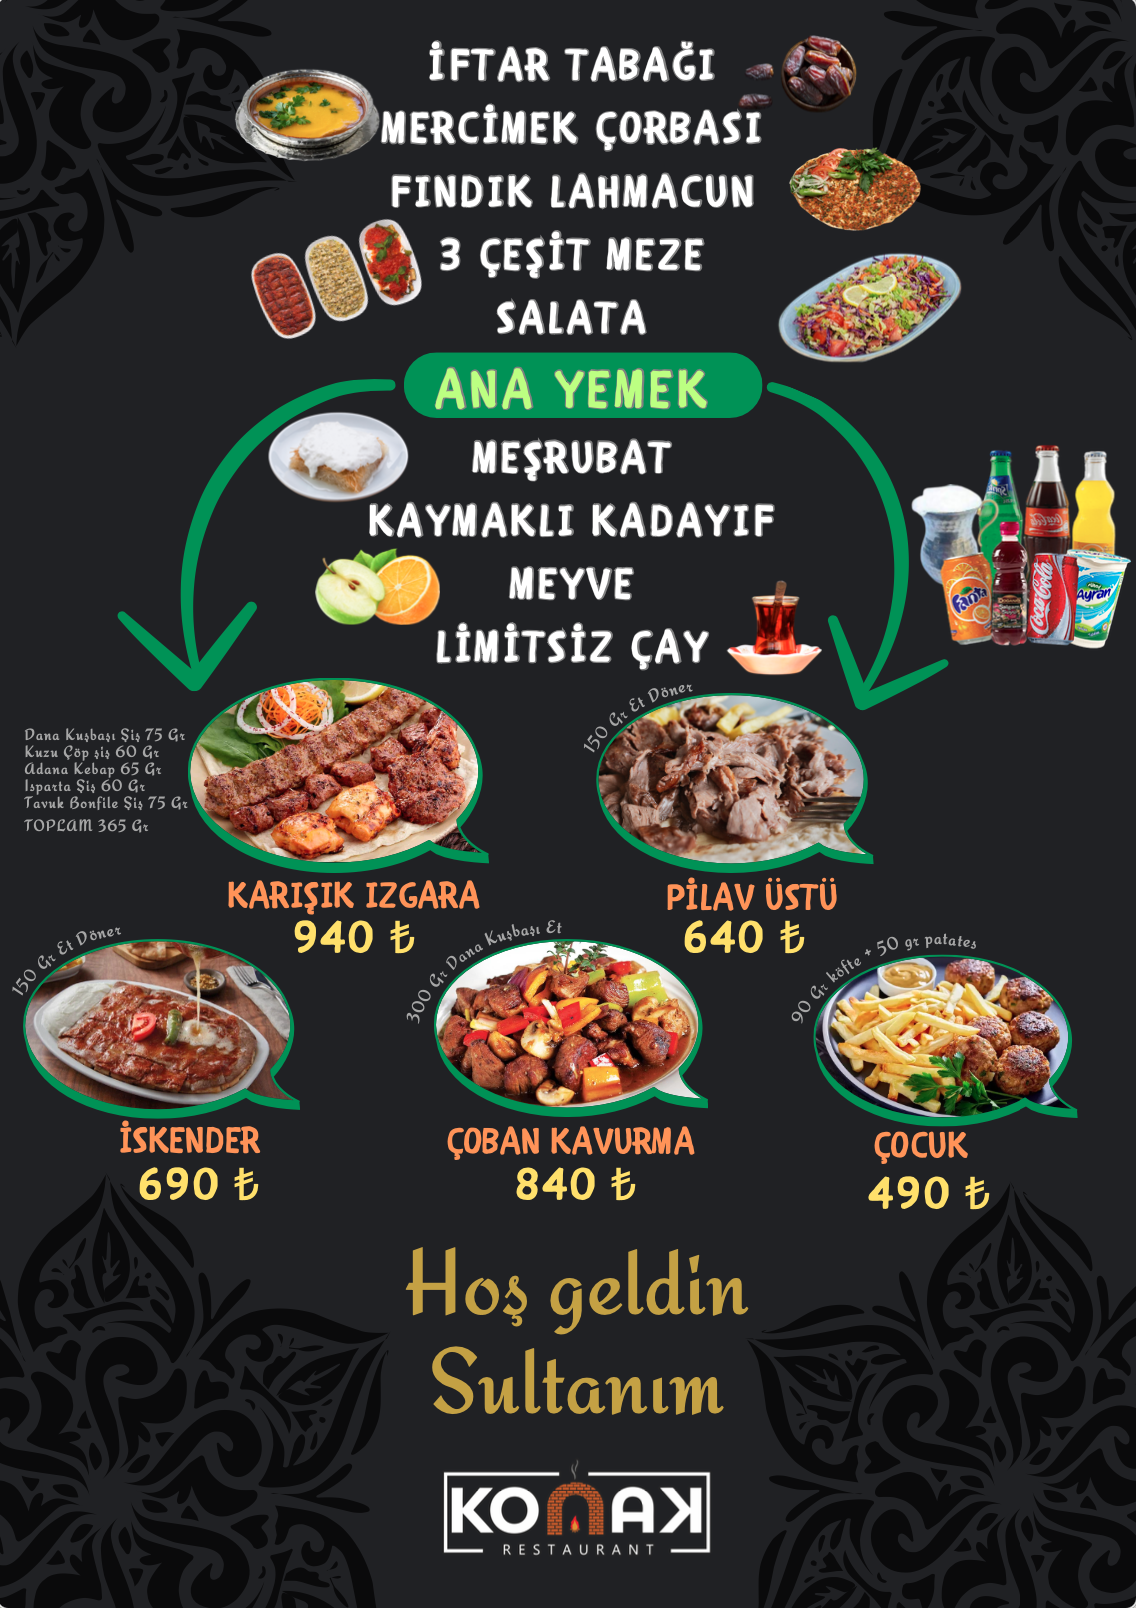 İFTAR TABAĞI
MERCİMEK ÇORBASI
FINDIK LAHMACUN
3 ÇEŞİT MEZE
SALATA
ANA YEMEK
MEŞRUBAT
KAYMAKLI KADAYIF
MEYVE
LİMİTSİZ ÇAY
Fanta
Coca-Cola
Ayran
Dana Kuşbaşı Şiş 75 Gr
Kuzu Çöp şiş 60 Gr
Adana Kebap 65 Gr
Isparta Şiş 60 Gr
Tavuk Bonfile Şiş 75 Gr
TOPLAM 365 Gr
KARIŞIK IZGARA
940 ₺
150 Gr Et Döner
PİLAV ÜSTÜ
640 ₺
150 Gr Et Döner
İSKENDER
690 ₺
300 Gr Dana Kuşbaşı Et
ÇOBAN KAVURMA
840 ₺
90 Gr köfte + 50 gr patates
ÇOCUK
490 ₺
Hoş geldin
Sultanım
KONAK
RESTAURANT